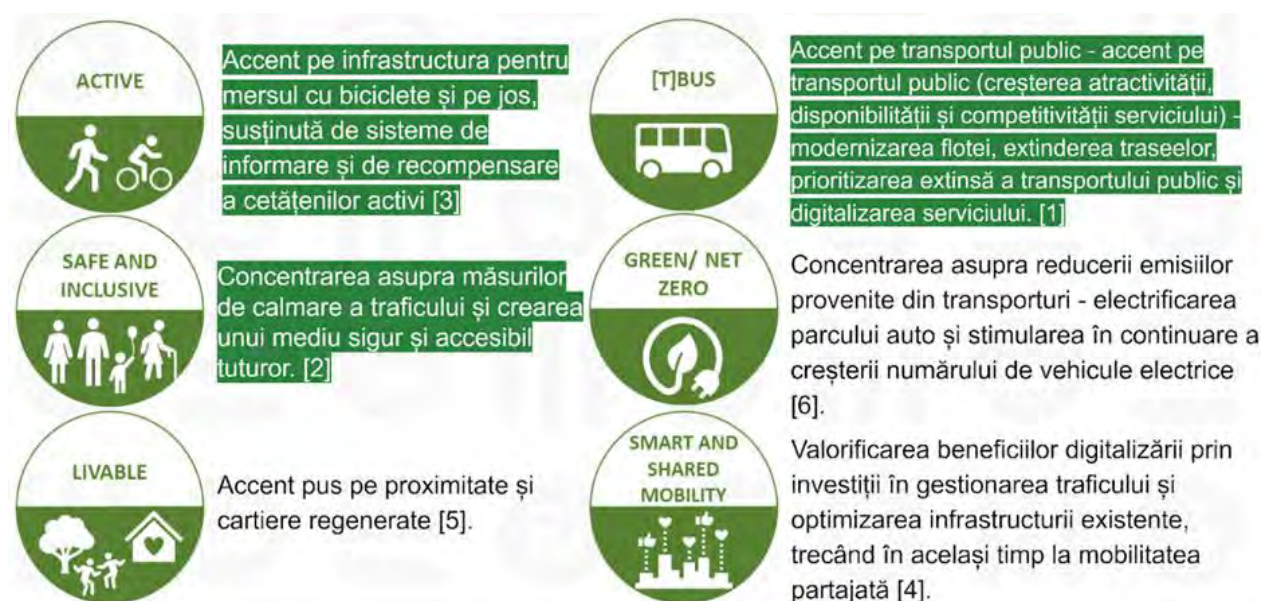 ACTIVE
Accent pe infrastructura pentru
mersul cu biciclete și pe jos,
susținută de sisteme de
informare și de recompensare
a cetățenilor activi [3]
[T]BUS
Accent pe transportul public - accent pe
transportul public (creșterea atractivității,
disponibilității și competitivității serviciului) -
modernizarea flotei, extinderea traseelor,
prioritizarea extinsă a transportului public și
digitalizarea serviciului. [1]
SAFE AND
INCLUSIVE
Concentrarea asupra măsurilor
de calmare a traficului și crearea
unui mediu sigur și accesibil
tuturor. [2]
GREEN/ NET
ZERO
Concentrarea asupra reducerii emisiilor
provenite din transporturi - electrificarea
parcului auto și stimularea în continuare a
creșterii numărului de vehicule electrice
[6].
LIVABLE
Accent pus pe proximitate și
cartiere regenerate [5].
SMART AND
SHARED
MOBILITY
Valorificarea beneficiilor digitalizării prin
investiții în gestionarea traficului și
optimizarea infrastructurii existente,
trecând în același timp la mobilitatea
partajată [4].